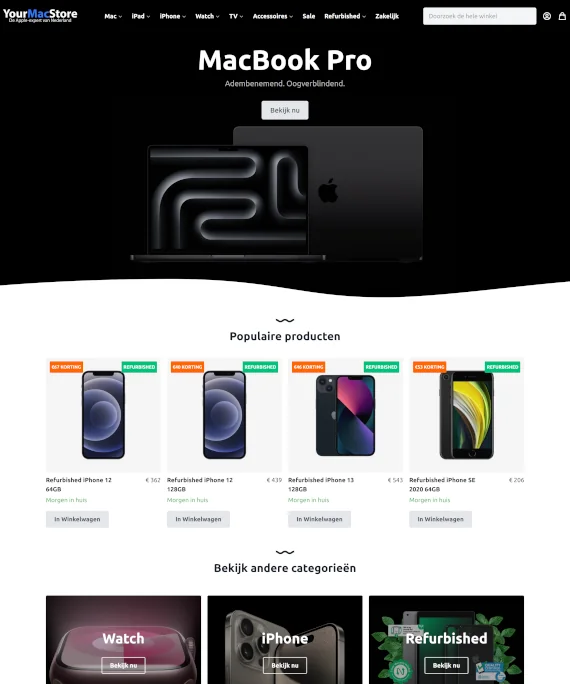 YourMacStore
De Apple-expert van Nederland
Mac iPad iPhone Watch TV Accessoires Sale Refurbished Zakelijk
Doorzoek de hele winkel
MacBook Pro
Adembenemend. Oogverblindend.
Bekijk nu
Populaire producten
€67 KORTING REFURBISHED
€40 KORTING REFURBISHED
€46 KORTING REFURBISHED
€53 KORTING REFURBISHED
Refurbished iPhone 12 64GB € 362
Morgen in huis
In Winkelwagen
Refurbished iPhone 12 128GB € 439
Morgen in huis
In Winkelwagen
Refurbished iPhone 13 128GB € 543
Morgen in huis
In Winkelwagen
Refurbished iPhone SE 2020 64GB € 206
Morgen in huis
In Winkelwagen
Bekijk andere categorieën
Watch
Bekijk nu
iPhone
Bekijk nu
Refurbished
Bekijk nu